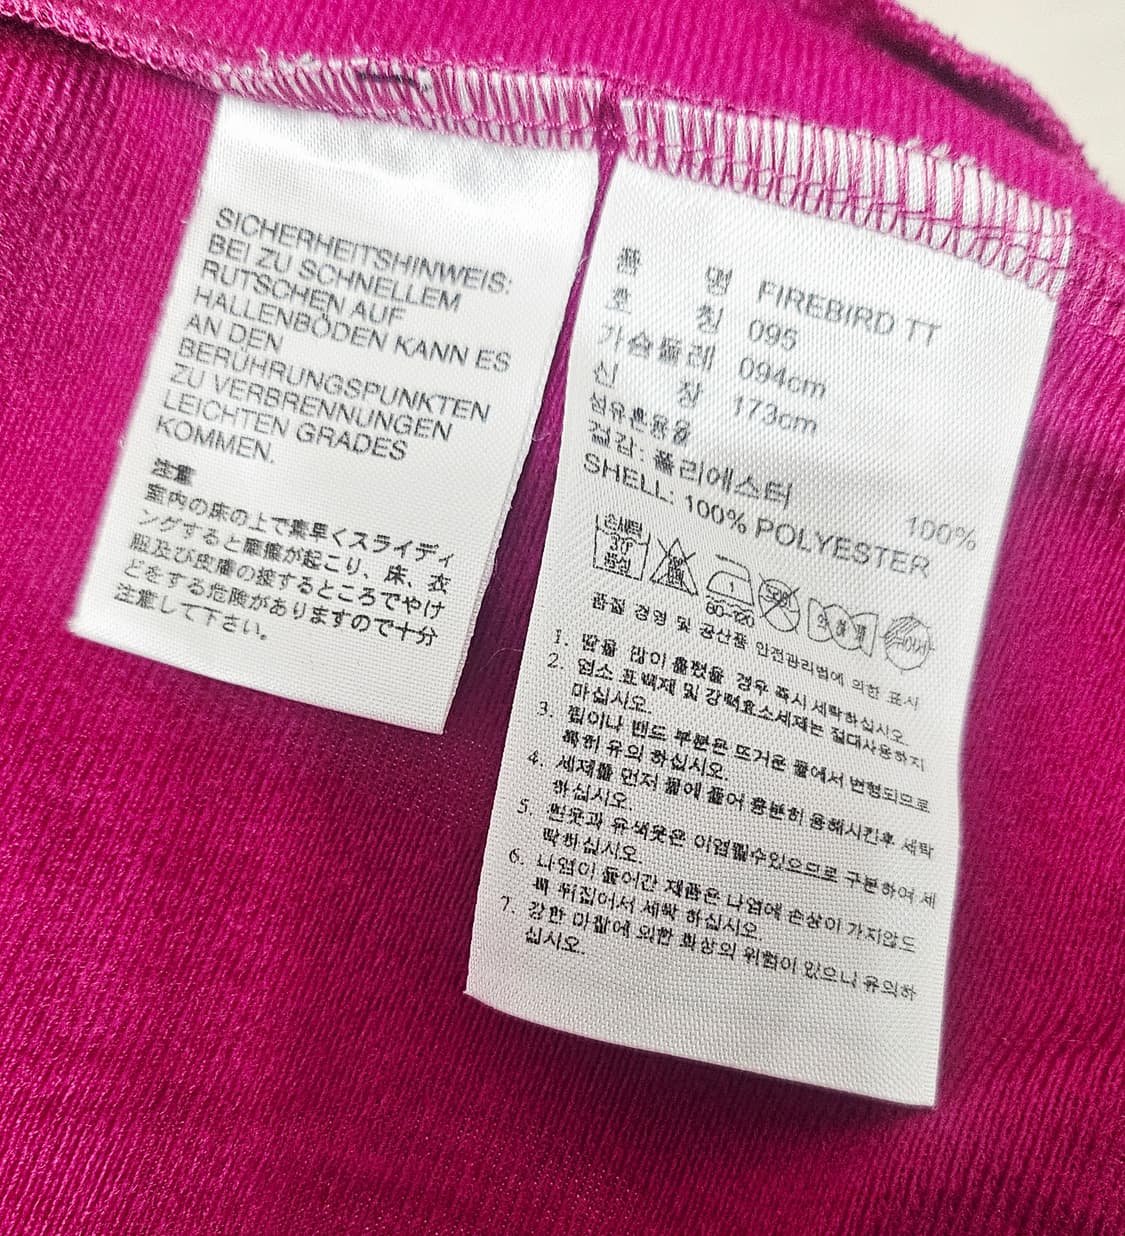 SICHERHEITSHINWEIS:
BEI ZU SCHNELLEM
RUTSCHEN AUF
HALLENBÖDEN KANN ES
AN DEN
BERÜHRUNGSPUNKTEN
ZU VERBRENNUNGEN
LEICHTEN GRADES
KOMMEN.
注意
室内の床の上で素早くスライディ
ングすると摩擦が起こり、床、衣
服及び皮膚の接するところでやけ
どをする危険がありますので十分
注意して下さい。
품 명 FIREBIRD TT
호 칭 095
가슴둘레 094cm
신 장 173cm
섬유혼용율
겉감: 폴리에스터 100%
SHELL: 100% POLYESTER
손세탁
30°
중성
80-120
품질 경영 및 공산품 안전관리법에 의한 표시
1. 땀을 많이 흘렸을 경우 즉시 세탁하십시오.
2. 염소 표백제 및 강력효소세제는 절대사용하지
마십시오.
3. 찝이나 밴드 부분은 뜨거운 물에서 변형되므로
특히 유의 하십시오.
4. 세제를 먼저 물에 풀어 충분히 용해시킨후 세탁
하십시오.
5. 흰옷과 유색옷은 이염될수있으므로 구분하여 세
탁하십시오.
6. 나염이 들어간 제품은 나염에 손상이 가지않도
록 뒤집어서 세탁 하십시오.
7. 강한 마찰에 의한 화상의 위험이 있으니 유의하
십시오.